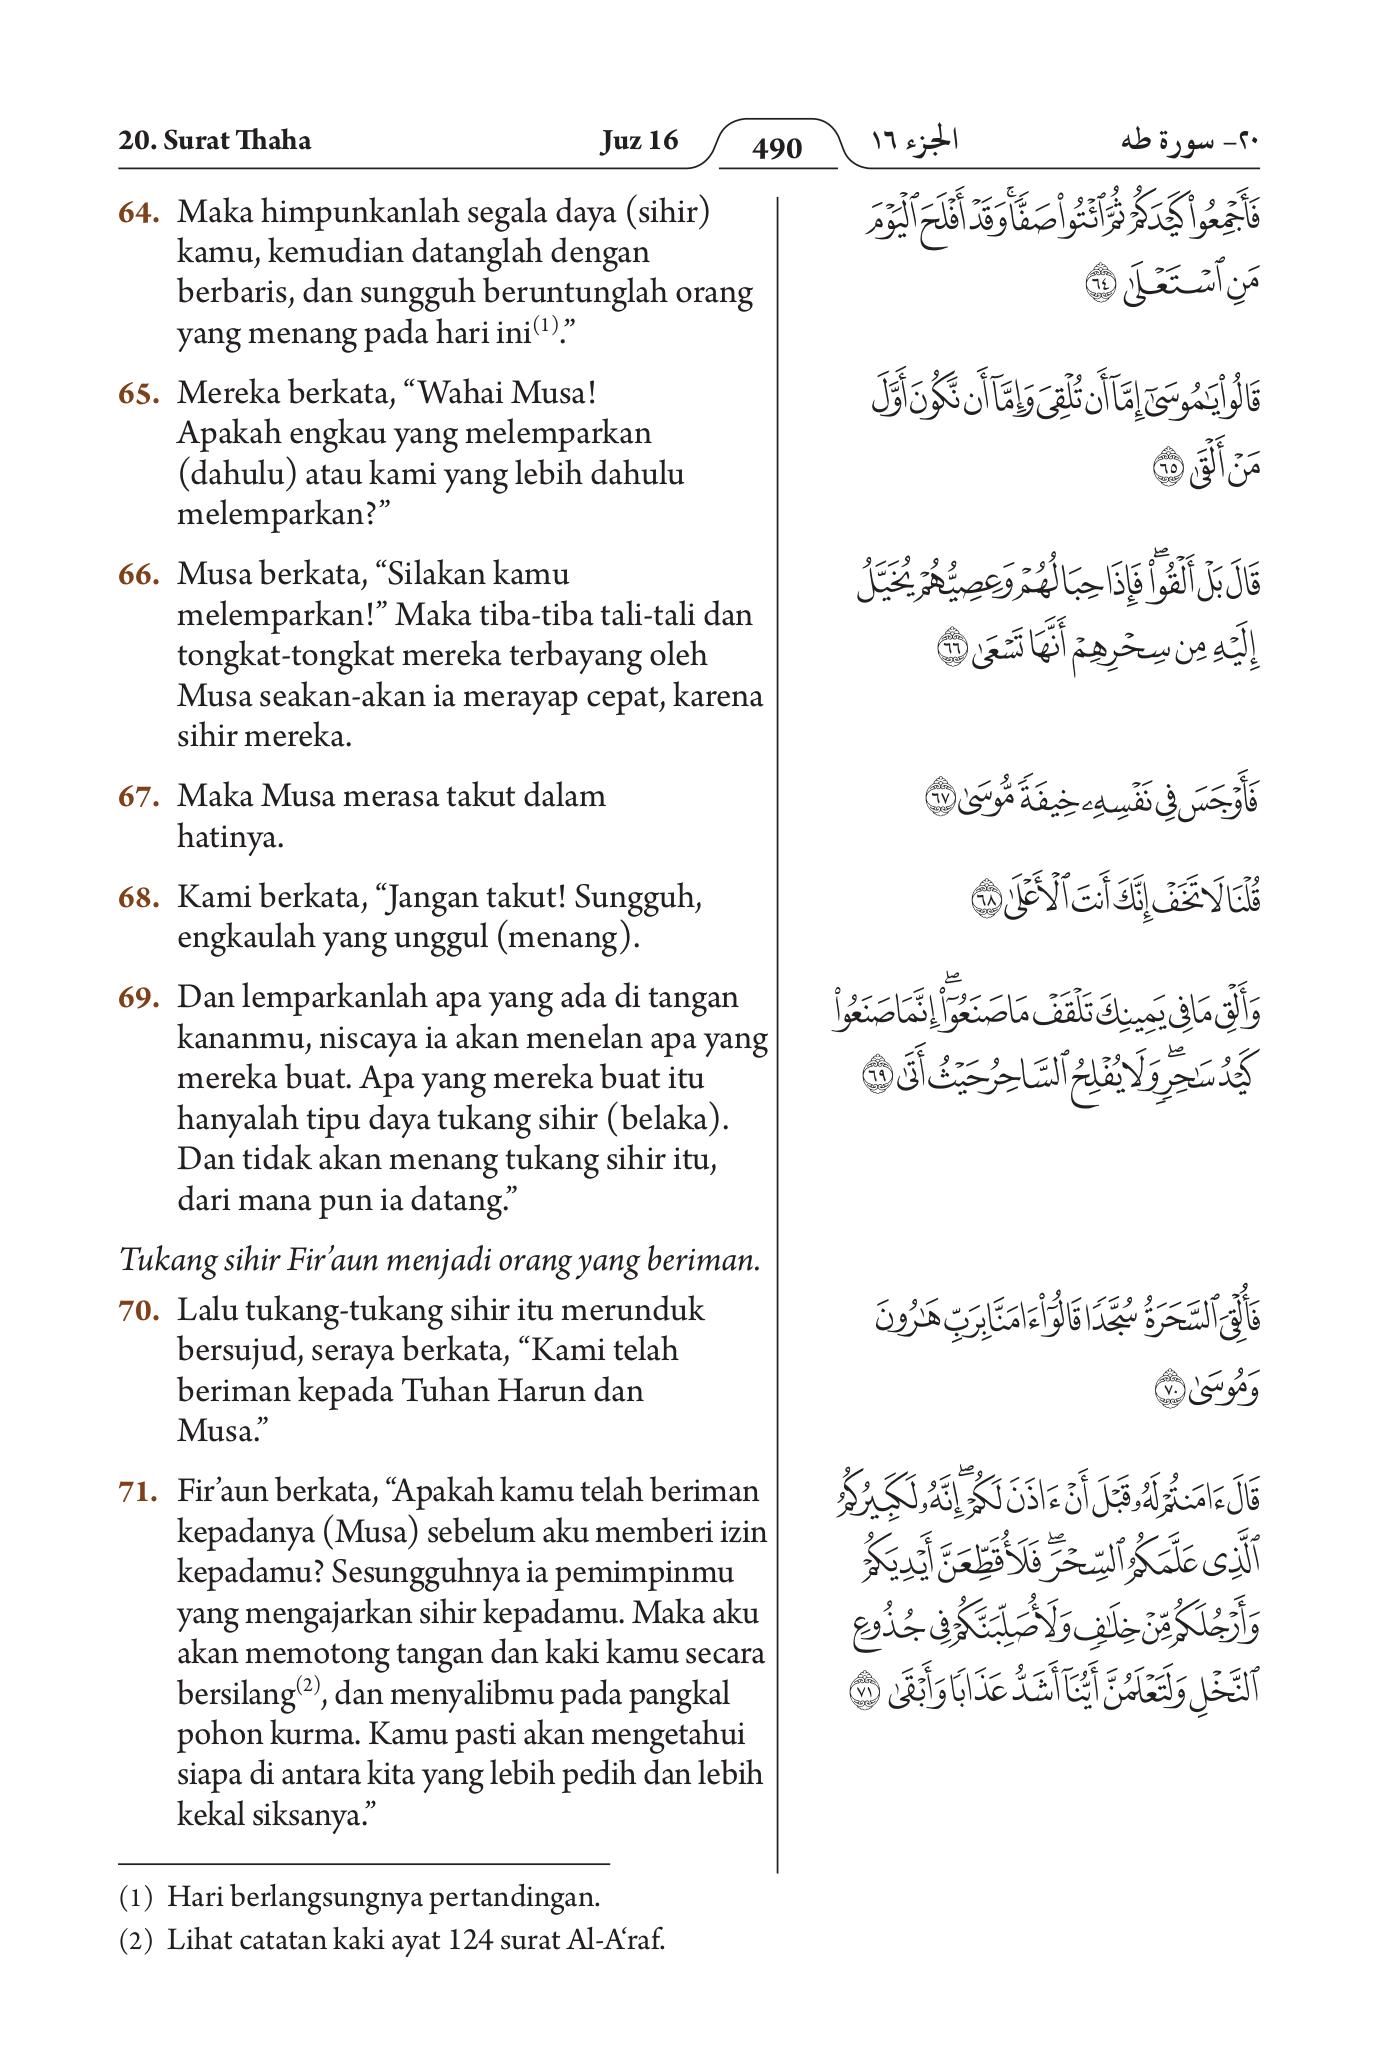 20. Surat Thaha
Juz 16
490
الجزء ١٦
٢٠- سورة طه
64. Maka himpunkanlah segala daya (sihir)
kamu, kemudian datanglah dengan
berbaris, dan sungguh beruntunglah orang
yang menang pada hari ini⁽¹⁾.”
65. Mereka berkata, “Wahai Musa!
Apakah engkau yang melemparkan
(dahulu) atau kami yang lebih dahulu
melemparkan?”
66. Musa berkata, “Silakan kamu
melemparkan!” Maka tiba-tiba tali-tali dan
tongkat-tongkat mereka terbayang oleh
Musa seakan-akan ia merayap cepat, karena
sihir mereka.
67. Maka Musa merasa takut dalam
hatinya.
68. Kami berkata, “Jangan takut! Sungguh,
engkaulah yang unggul (menang).
69. Dan lemparkanlah apa yang ada di tangan
kananmu, niscaya ia akan menelan apa yang
mereka buat. Apa yang mereka buat itu
hanyalah tipu daya tukang sihir (belaka).
Dan tidak akan menang tukang sihir itu,
dari mana pun ia datang.”
Tukang sihir Fir’aun menjadi orang yang beriman.
70. Lalu tukang-tukang sihir itu merunduk
bersujud, seraya berkata, “Kami telah
beriman kepada Tuhan Harun dan
Musa.”
71. Fir’aun berkata, “Apakah kamu telah beriman
kepadanya (Musa) sebelum aku memberi izin
kepadamu? Sesungguhnya ia pemimpinmu
yang mengajarkan sihir kepadamu. Maka aku
akan memotong tangan dan kaki kamu secara
bersilang⁽²⁾, dan menyalibmu pada pangkal
pohon kurma. Kamu pasti akan mengetahui
siapa di antara kita yang lebih pedih dan lebih
kekal siksanya.”
فَأَجْمِعُوا۟ كَيْدَكُمْ ثُمَّ ٱئْتُوا۟ صَفًّا ۚ وَقَدْ أَفْلَحَ ٱلْيَوْمَ
مَنِ ٱسْتَعْلَىٰ ٦٤
قَالُوا۟ يَـٰمُوسَىٰٓ إِمَّآ أَن تُلْقِىَ وَإِمَّآ أَن نَّكُونَ أَوَّلَ
مَنْ أَلْقَىٰ ٦٥
قَالَ بَلْ أَلْقُوا۟ ۖ فَإِذَا حِبَالُهُمْ وَعِصِيُّهُمْ يُخَيَّلُ
إِلَيْهِ مِن سِحْرِهِمْ أَنَّهَا تَسْعَىٰ ٦٦
فَأَوْجَسَ فِى نَفْسِهِۦ خِيفَةً مُّوسَىٰ ٦٧
قُلْنَا لَا تَخَفْ إِنَّكَ أَنتَ ٱلْأَعْلَىٰ ٦٨
وَأَلْقِ مَا فِى يَمِينِكَ تَلْقَفْ مَا صَنَعُوٓا۟ ۖ إِنَّمَا صَنَعُوا۟
كَيْدُ سَـٰحِرٍ ۖ وَلَا يُفْلِحُ ٱلسَّاحِرُ حَيْثُ أَتَىٰ ٦٩
فَأُلْقِىَ ٱلسَّحَرَةُ سُجَّدًا قَالُوٓا۟ ءَامَنَّا بِرَبِّ هَـٰرُونَ
وَمُوسَىٰ ٧٠
قَالَ ءَامَنتُمْ لَهُۥ قَبْلَ أَنْ ءَاذَنَ لَكُمْ ۖ إِنَّهُۥ لَكَبِيرُكُمُ
ٱلَّذِى عَلَّمَكُمُ ٱلسِّحْرَ ۖ فَلَأُقَطِّعَنَّ أَيْدِيَكُمْ
وَأَرْجُلَكُم مِّنْ خِلَـٰفٍ وَلَأُصَلِّبَنَّكُمْ فِى جُذُوعِ
ٱلنَّخْلِ وَلَتَعْلَمُنَّ أَيُّنَآ أَشَدُّ عَذَابًا وَأَبْقَىٰ ٧١
(1) Hari berlangsungnya pertandingan.
(2) Lihat catatan kaki ayat 124 surat Al-A‘raf.